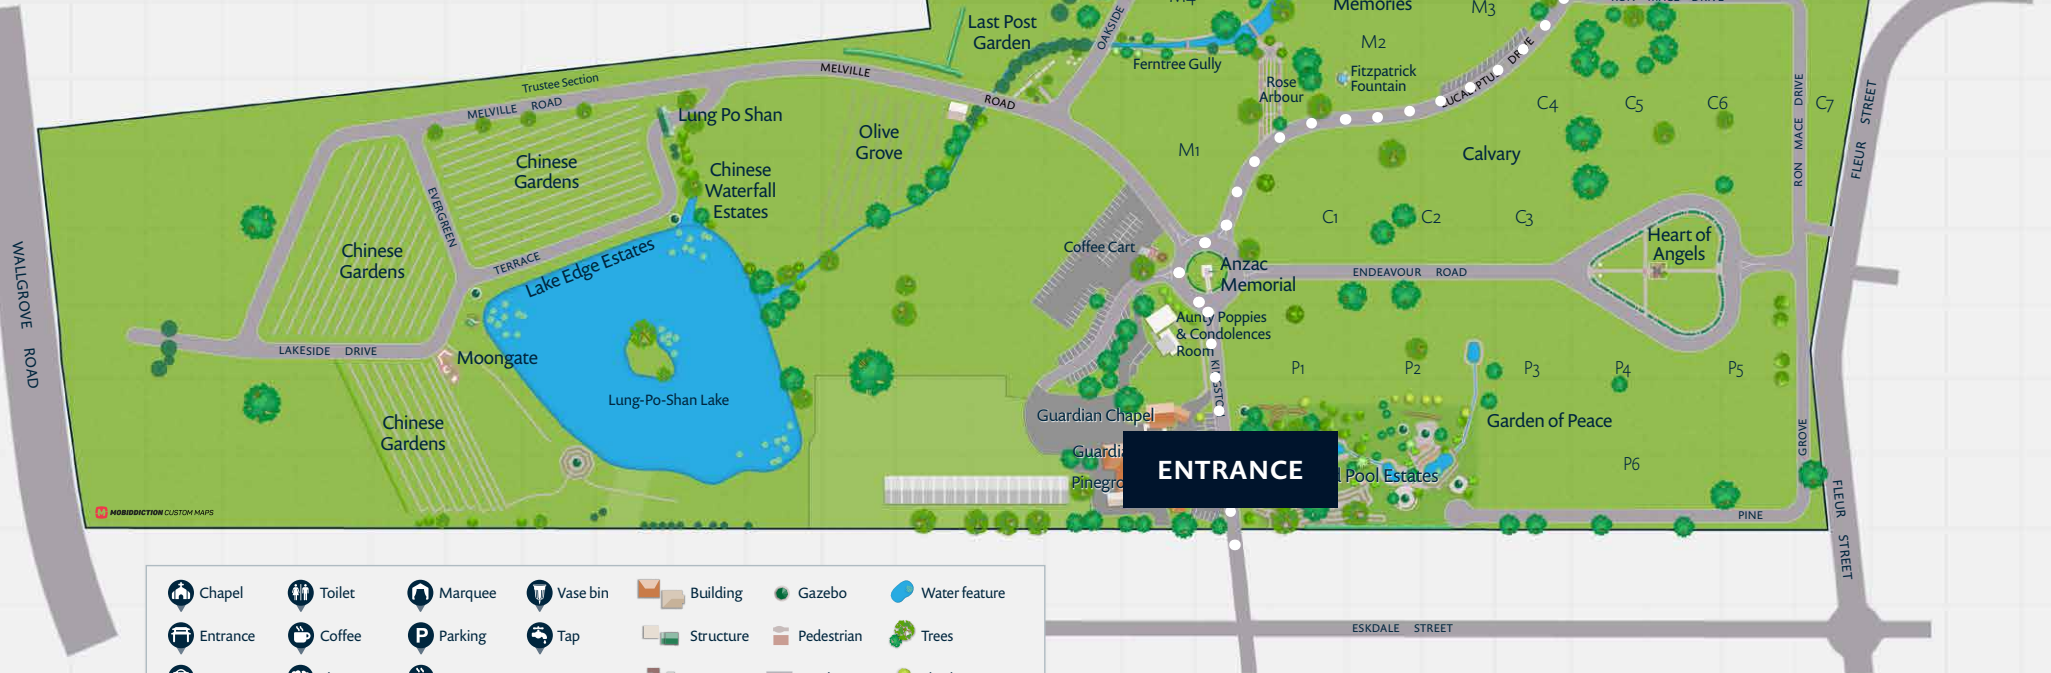 Memories
M3
Last Post
Garden
OAKSIDE
M2
Ferntree Gully
Fitzpatrick
Fountain
Rose
Arbour
DRIVE
MELVILLE
ROAD
Trustee Section
MELVILLE ROAD
Lung Po Shan
Olive
Grove
M1
C4
C5
C6
C7
RON MACE DRIVE
FLEUR STREET
Calvary
Chinese
Gardens
Chinese
Waterfall
Estates
EVERGREEN
TERRACE
Lake Edge Estates
Chinese
Gardens
C1
C2
C3
Heart of
Angels
Coffee Cart
Anzac
Memorial
ENDEAVOUR ROAD
WALLGROVE ROAD
Aunty Poppies
& Condolences
Room
LAKESIDE DRIVE
Moongate
Lung-Po-Shan Lake
P1
P2
P3
P4
P5
Chinese
Gardens
Guardian Chapel
Garden of Peace
GROVE
P6
ENTRANCE
Pool Estates
PINE
FLEUR STREET
MOBIDDICTION CUSTOM MAPS
Chapel
Toilet
Marquee
Vase bin
Building
Gazebo
Water feature
Entrance
Coffee
P Parking
Tap
Structure
Pedestrian
Trees
ESKDALE STREET